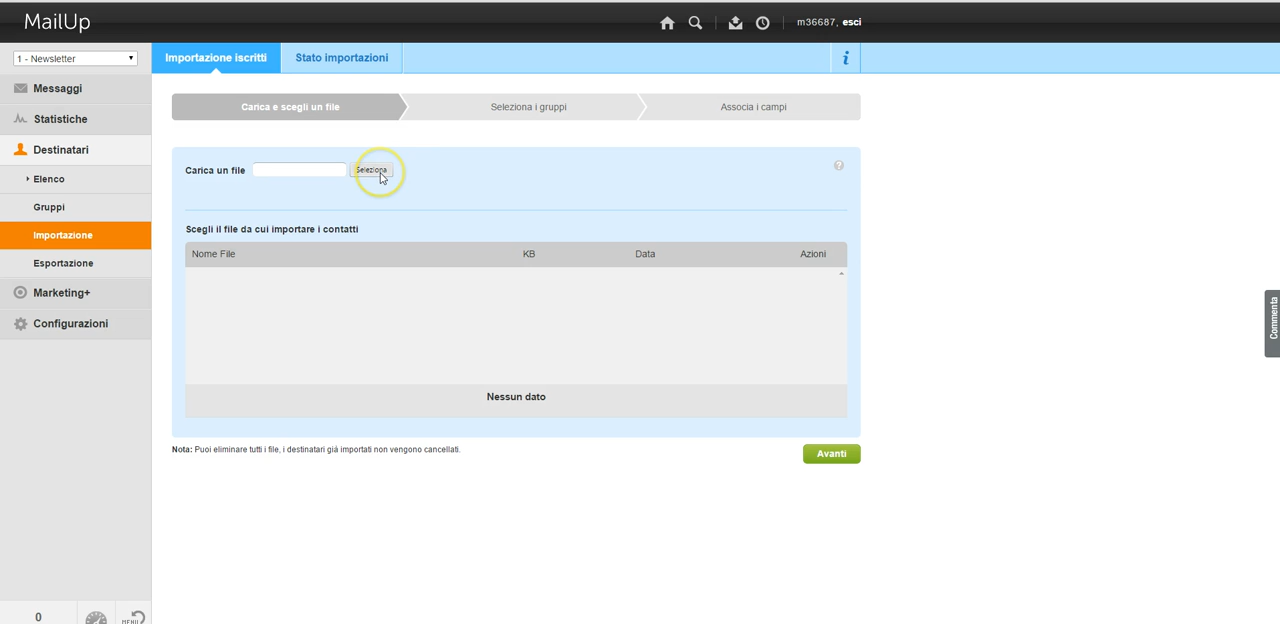 MailUp
m36687, esci
1 - Newsletter
Importazione iscritti
Stato importazioni
i
Messaggi
Statistiche
Destinatari
Elenco
Gruppi
Importazione
Esportazione
Marketing+
Configurazioni
Carica e scegli un file
Seleziona i gruppi
Associa i campi
Carica un file
Seleziona
?
Scegli il file da cui importare i contatti
Nome File KB Data Azioni
Nessun dato
Nota: Puoi eliminare tutti i file, i destinatari già importati non vengono cancellati.
Avanti
Commenta
0
MENU